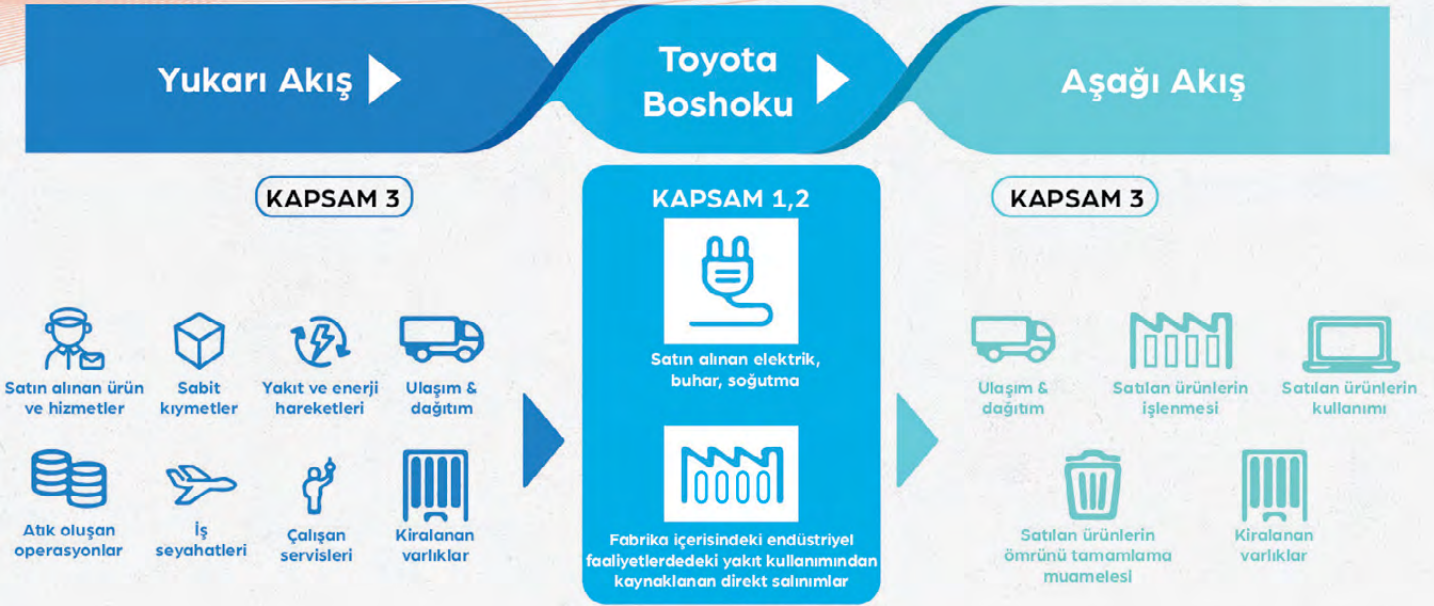 Yukarı Akış
Toyota
Boshoku
Aşağı Akış
KAPSAM 3
Satın alınan ürün
ve hizmetler
Sabit
kıymetler
Yakıt ve enerji
hareketleri
Ulaşım &
dağıtım
Atık oluşan
operasyonlar
İş
seyahatleri
Çalışan
servisleri
Kiralanan
varlıklar
KAPSAM 1,2
Satın alınan elektrik,
buhar, soğutma
Fabrika içerisindeki endüstriyel
faaliyetlerdedeki yakıt kullanımından
kaynaklanan direkt salınımlar
KAPSAM 3
Ulaşım &
dağıtım
Satılan ürünlerin
işlenmesi
Satılan ürünlerin
kullanımı
Satılan ürünlerin
ömrünü tamamlama
muamelesi
Kiralanan
varlıklar